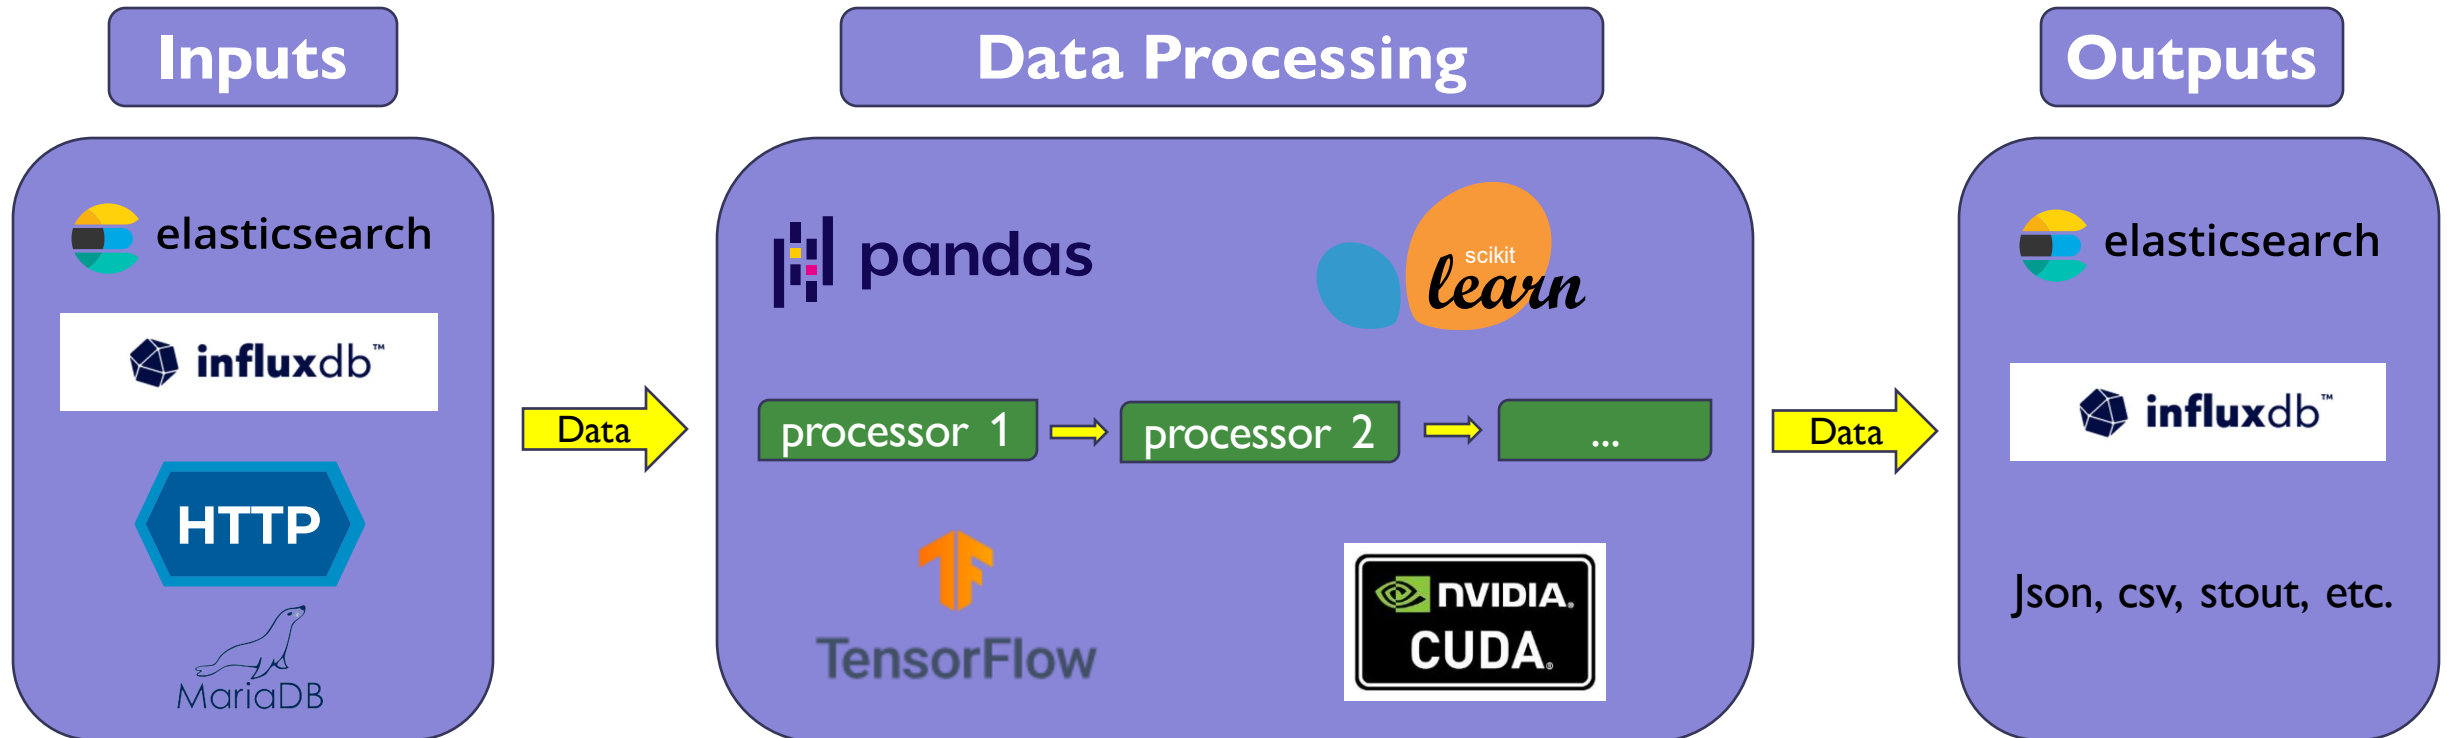 Inputs
Data Processing
Outputs
elasticsearch
influxdb™
HTTP
MariaDB
Data
pandas
scikit
learn
processor 1
processor 2
...
TensorFlow
NVIDIA®
CUDA®
Data
elasticsearch
influxdb™
Json, csv, stout, etc.